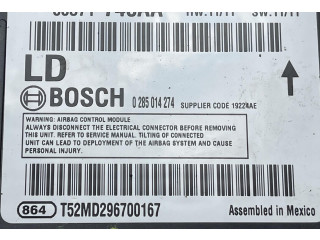 HW:11/11 SW:11/11
LD
BOSCH 0 285 014 274 SUPPLIER CODE 19224AE
WARNING: AIRBAG CONTROL MODULE
ALWAYS DISCONNECT THE ELECTRICAL CONNECTOR BEFORE REMOVING
THIS UNIT. REFER TO SERVICE MANUAL. TILTING OF CONNECTED
UNIT CAN LEAD TO DEPLOYMENT OF THE AIRBAG SYSTEM AND CAUSE
PERSONAL INJURY.
864 T52MD296700167 Assembled in Mexico